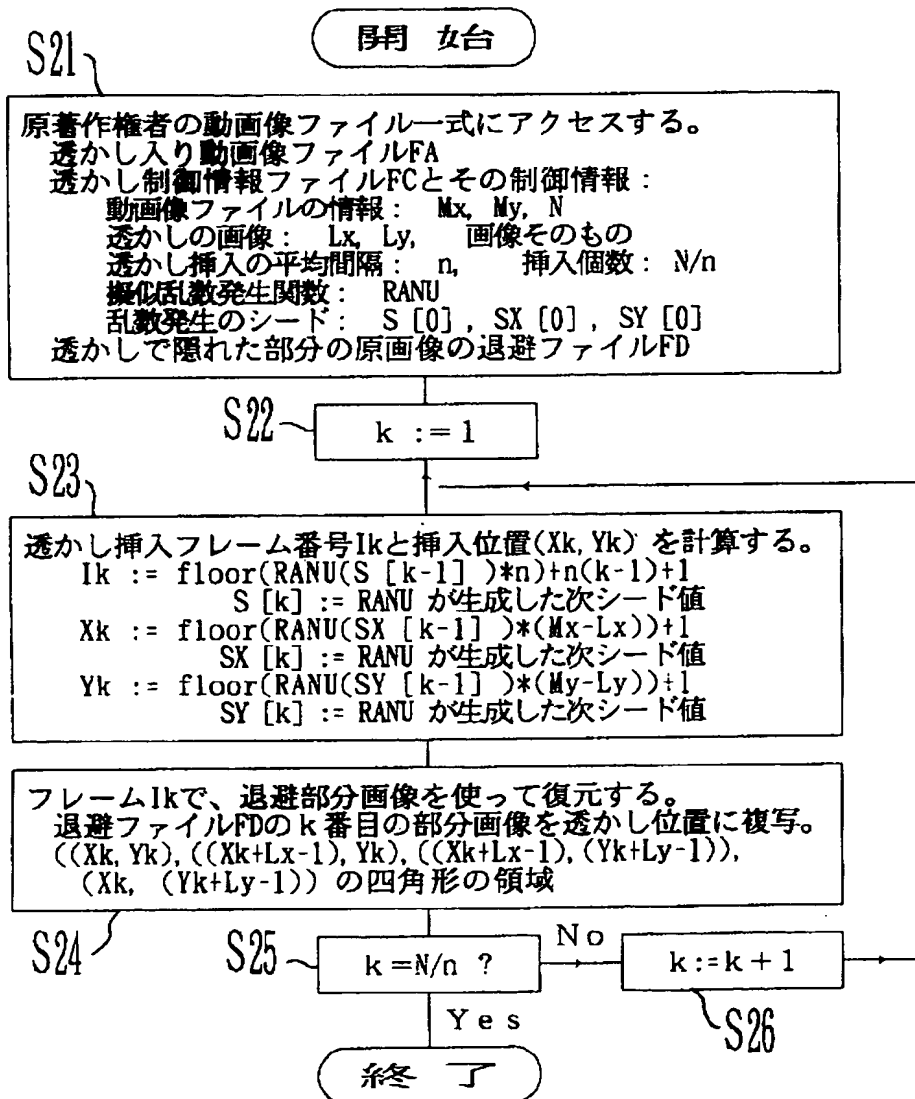 開 始
S21
原著作権者の動画像ファイル一式にアクセスする。
透かし入り動画像ファイルFA
透かし制御情報ファイルFCとその制御情報：
動画像ファイルの情報： Mx, My, N
透かしの画像： Lx, Ly, 画像そのもの
透かし挿入の平均間隔： n, 挿入個数： N/n
擬似乱数発生関数： RANU
乱数発生のシード： S [0] , SX [0] , SY [0]
透かしで隠れた部分の原画像の退避ファイルFD
S22
k := 1
S23
透かし挿入フレーム番号Ikと挿入位置(Xk, Yk) を計算する。
Ik := floor(RANU(S [k-1] )*n)+n(k-1)+1
S [k] := RANU が生成した次シード値
Xk := floor(RANU(SX [k-1] )*(Mx-Lx))+1
SX [k] := RANU が生成した次シード値
Yk := floor(RANU(SY [k-1] )*(My-Ly))+1
SY [k] := RANU が生成した次シード値
フレームIkで、退避部分画像を使って復元する。
退避ファイルFDのk番目の部分画像を透かし位置に複写。
((Xk, Yk), ((Xk+Lx-1), Yk), ((Xk+Lx-1), (Yk+Ly-1)),
(Xk, (Yk+Ly-1)) の四角形の領域
S24
S25
k=N/n ?
No
k:=k+1
S26
Yes
終 了